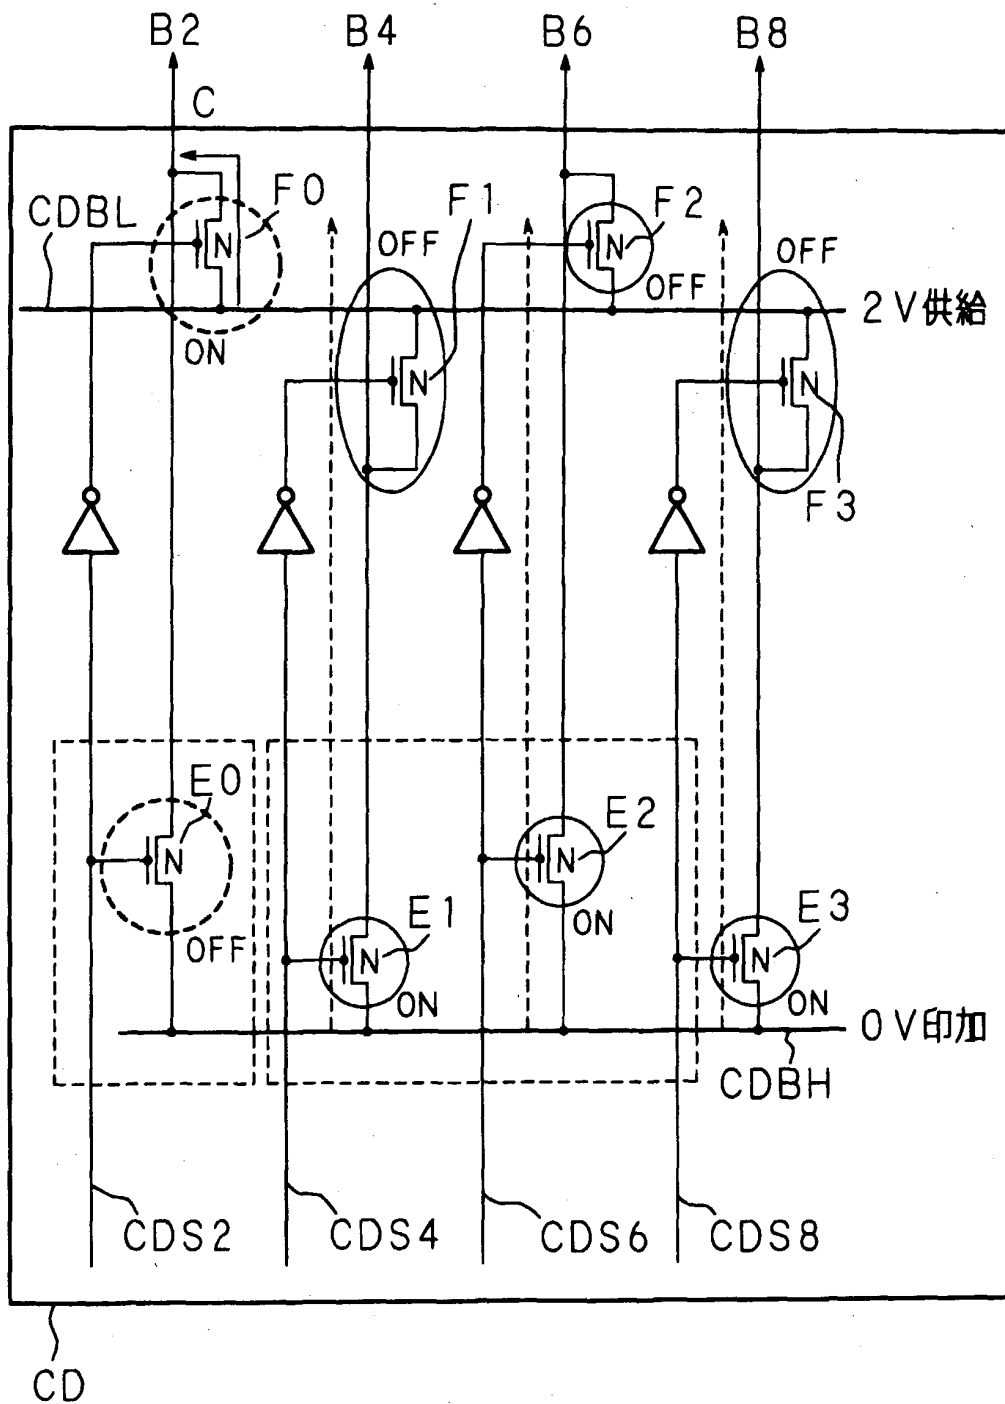 B2 B4 B6 B8
C
CDBL
F0
F1
F2
OFF
OFF
OFF
N
N
2V供給
ON
N
N
F3
E0
E2
N
N
E1
E3
OFF
ON
N
N
ON
ON
0V印加
CDBH
CDS2 CDS4 CDS6 CDS8
CD